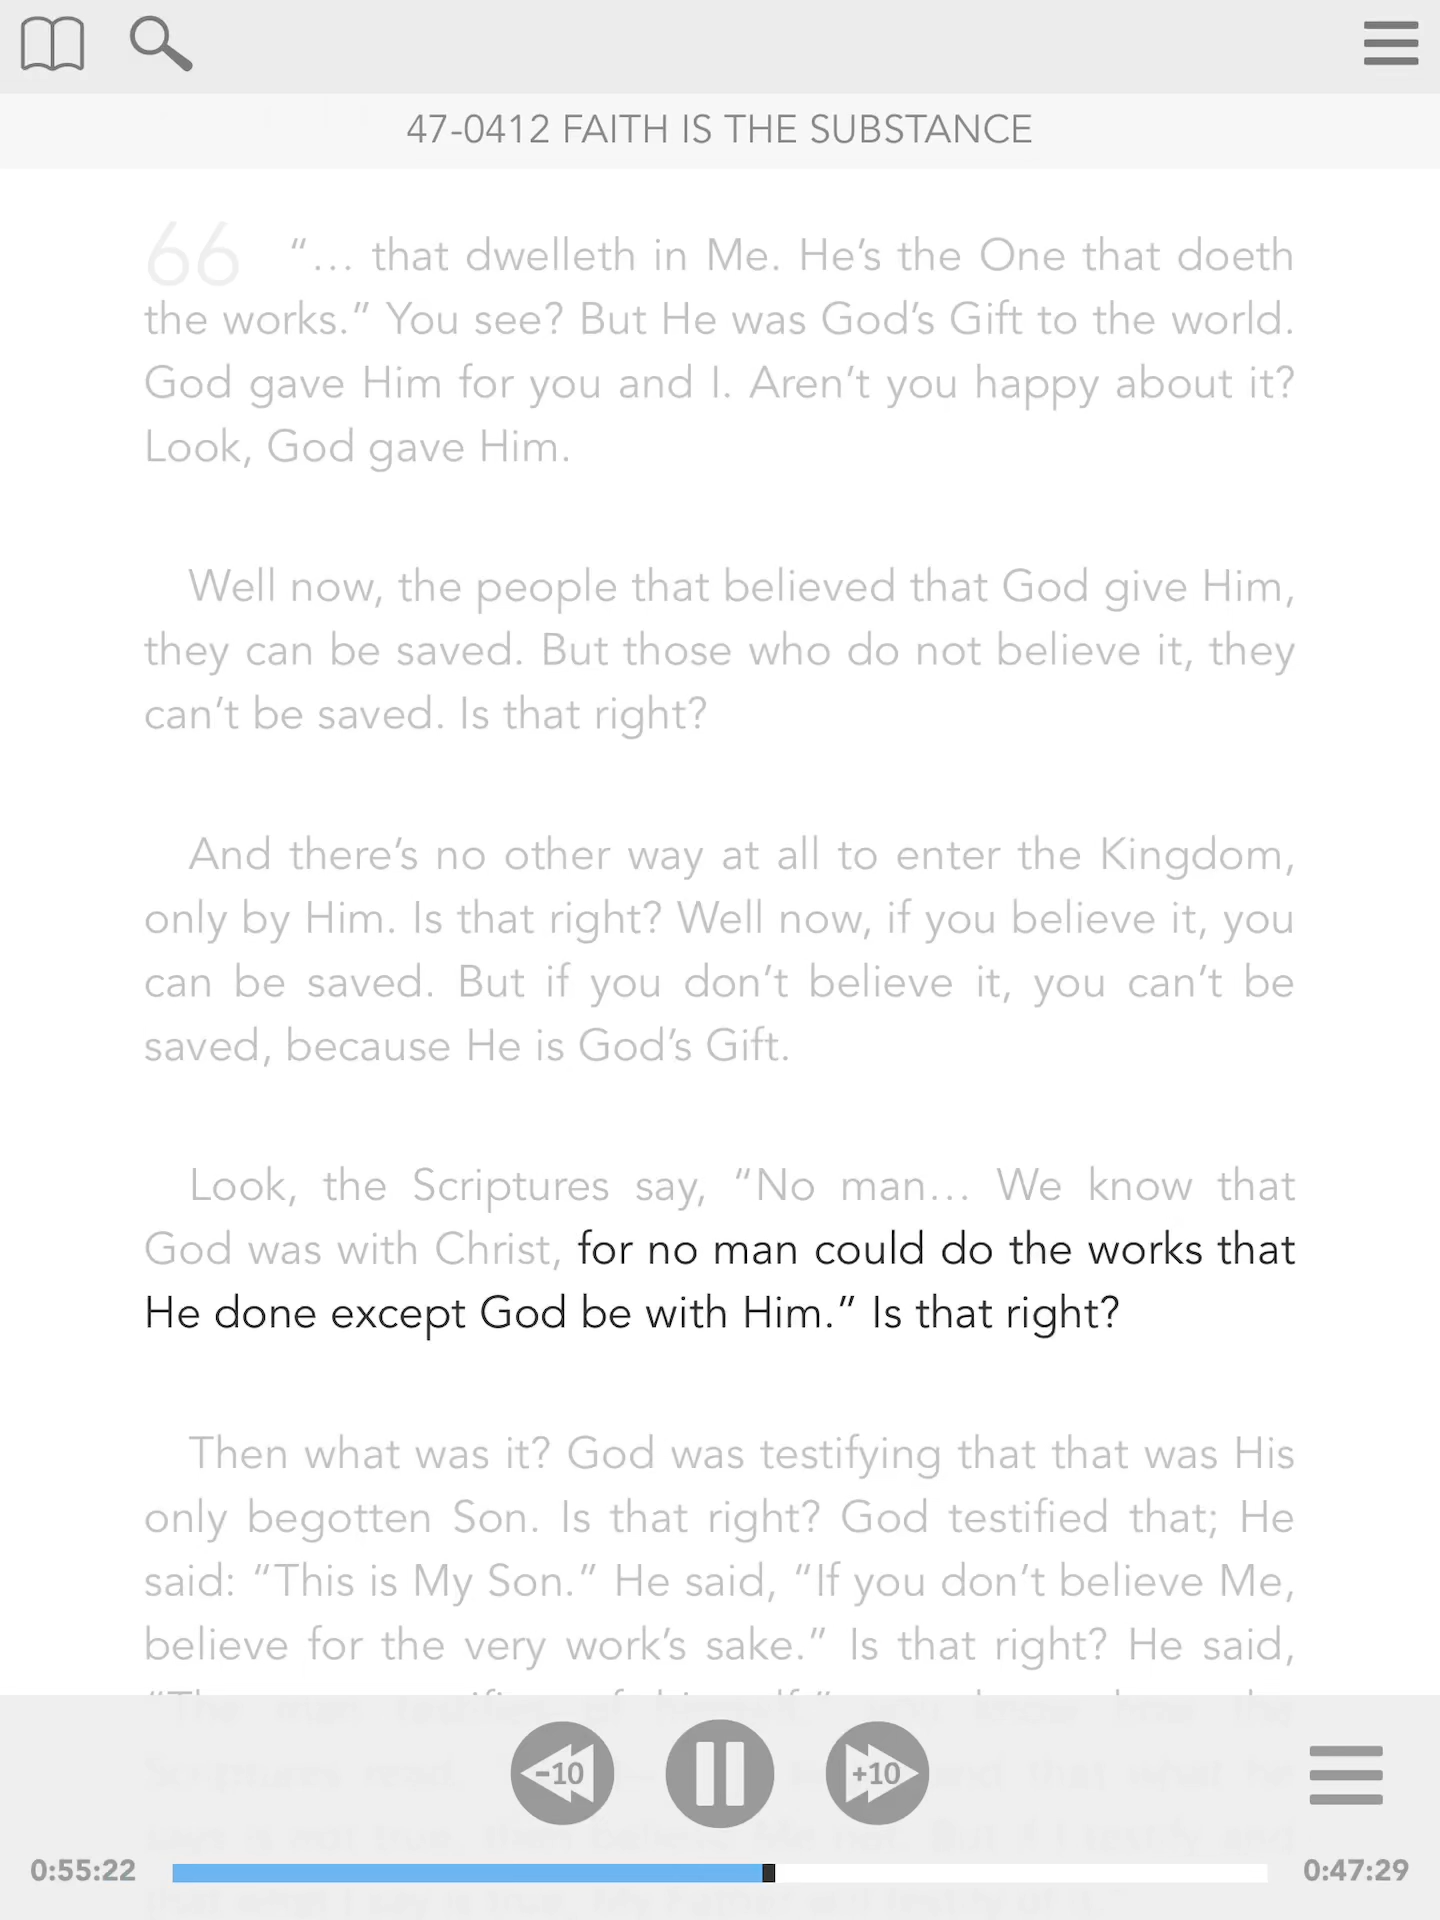 47-0412 FAITH IS THE SUBSTANCE
66 “… that dwelleth in Me. He’s the One that doeth
the works.” You see? But He was God’s Gift to the world.
God gave Him for you and I. Aren’t you happy about it?
Look, God gave Him.
Well now, the people that believed that God give Him,
they can be saved. But those who do not believe it, they
can’t be saved. Is that right?
And there’s no other way at all to enter the Kingdom,
only by Him. Is that right? Well now, if you believe it, you
can be saved. But if you don’t believe it, you can’t be
saved, because He is God’s Gift.
Look, the Scriptures say, “No man… We know that
God was with Christ, for no man could do the works that
He done except God be with Him.” Is that right?
Then what was it? God was testifying that that was His
only begotten Son. Is that right? God testified that; He
said: “This is My Son.” He said, “If you don’t believe Me,
believe for the very work’s sake.” Is that right? He said,
“The man testifies of himself,” you know how the
-10 +10
0:55:22 0:47:29